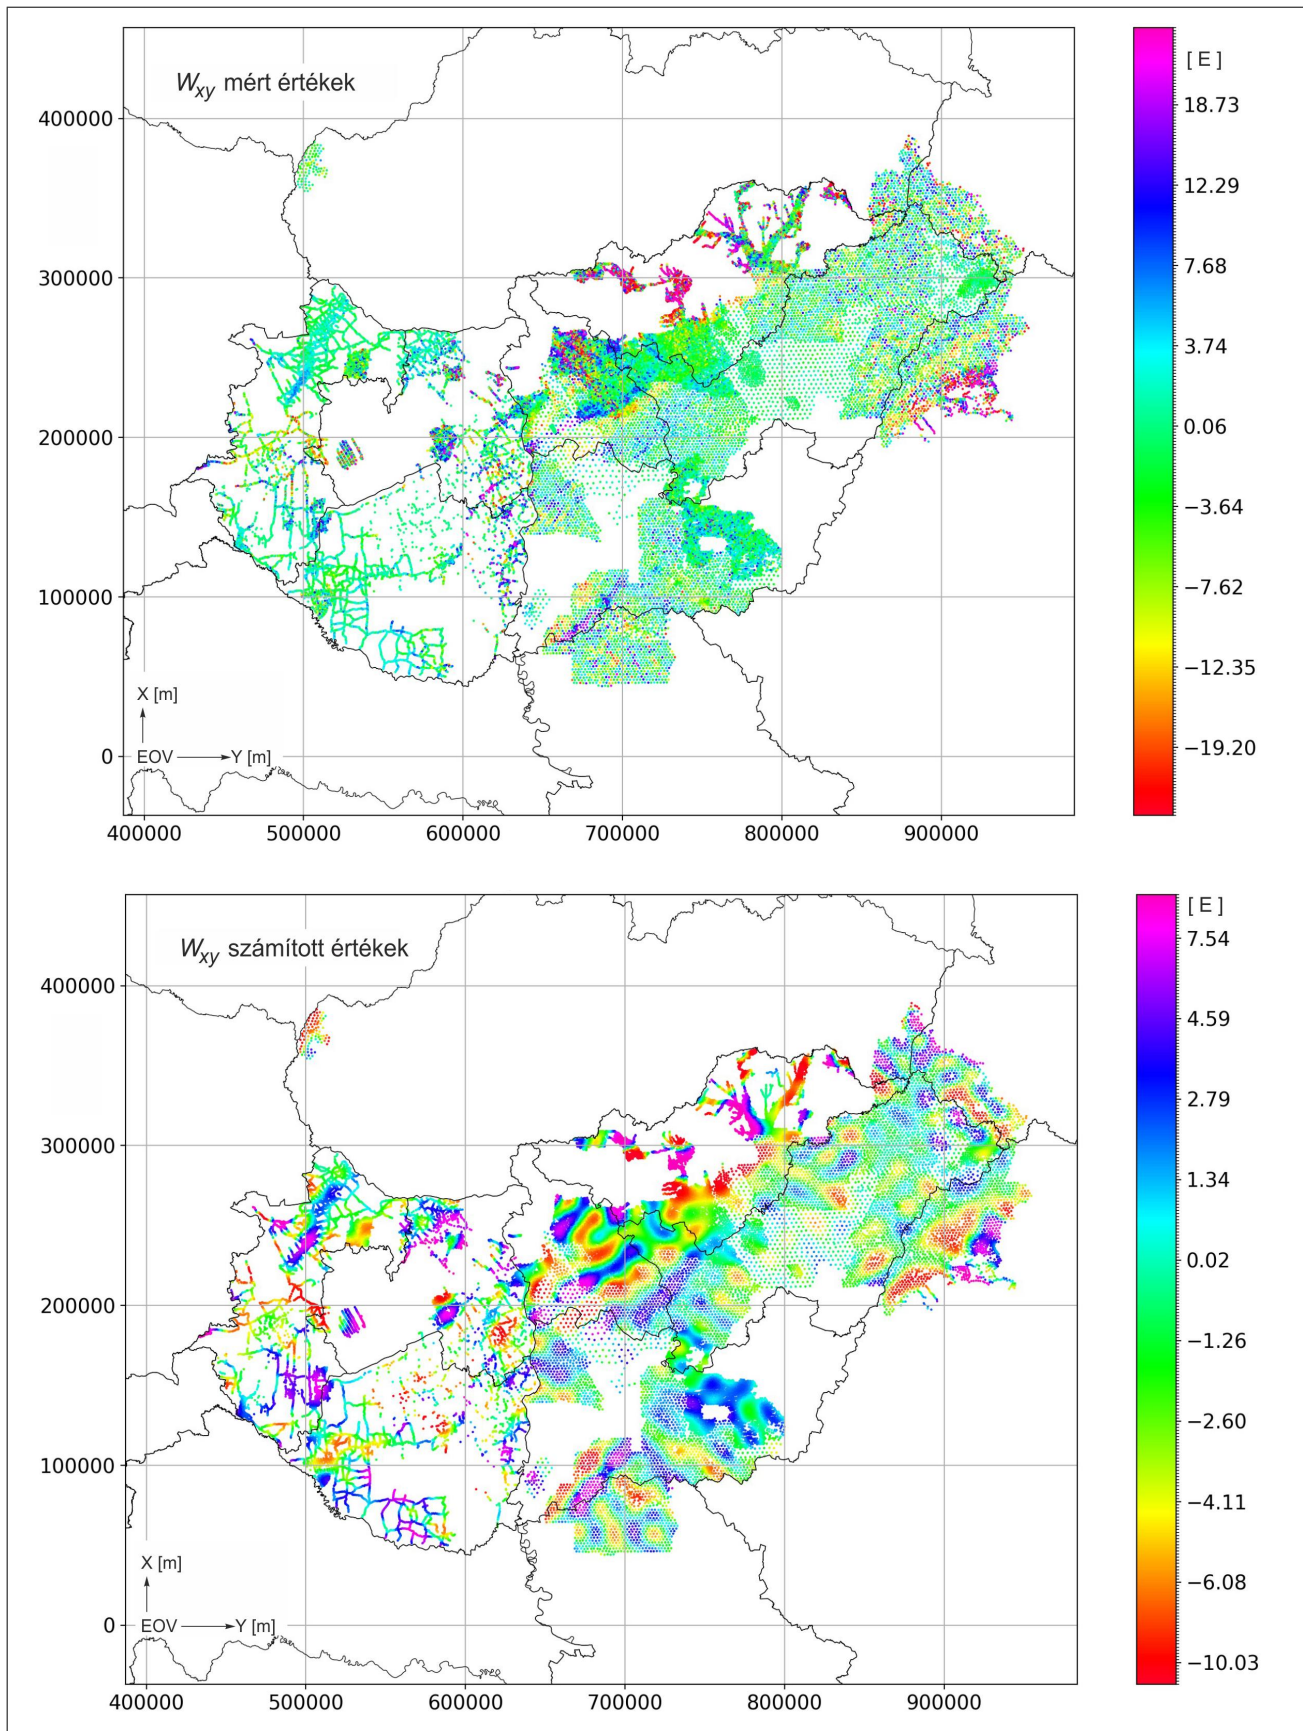 W_xy mért értékek
[ E ]
18.73
12.29
7.68
3.74
0.06
−3.64
−7.62
−12.35
−19.20
400000
300000
200000
100000
0
X [m]
EOV
Y [m]
400000 500000 600000 700000 800000 900000
W_xy számított értékek
[ E ]
7.54
4.59
2.79
1.34
0.02
−1.26
−2.60
−4.11
−6.08
−10.03
400000
300000
200000
100000
0
X [m]
EOV
Y [m]
400000 500000 600000 700000 800000 900000